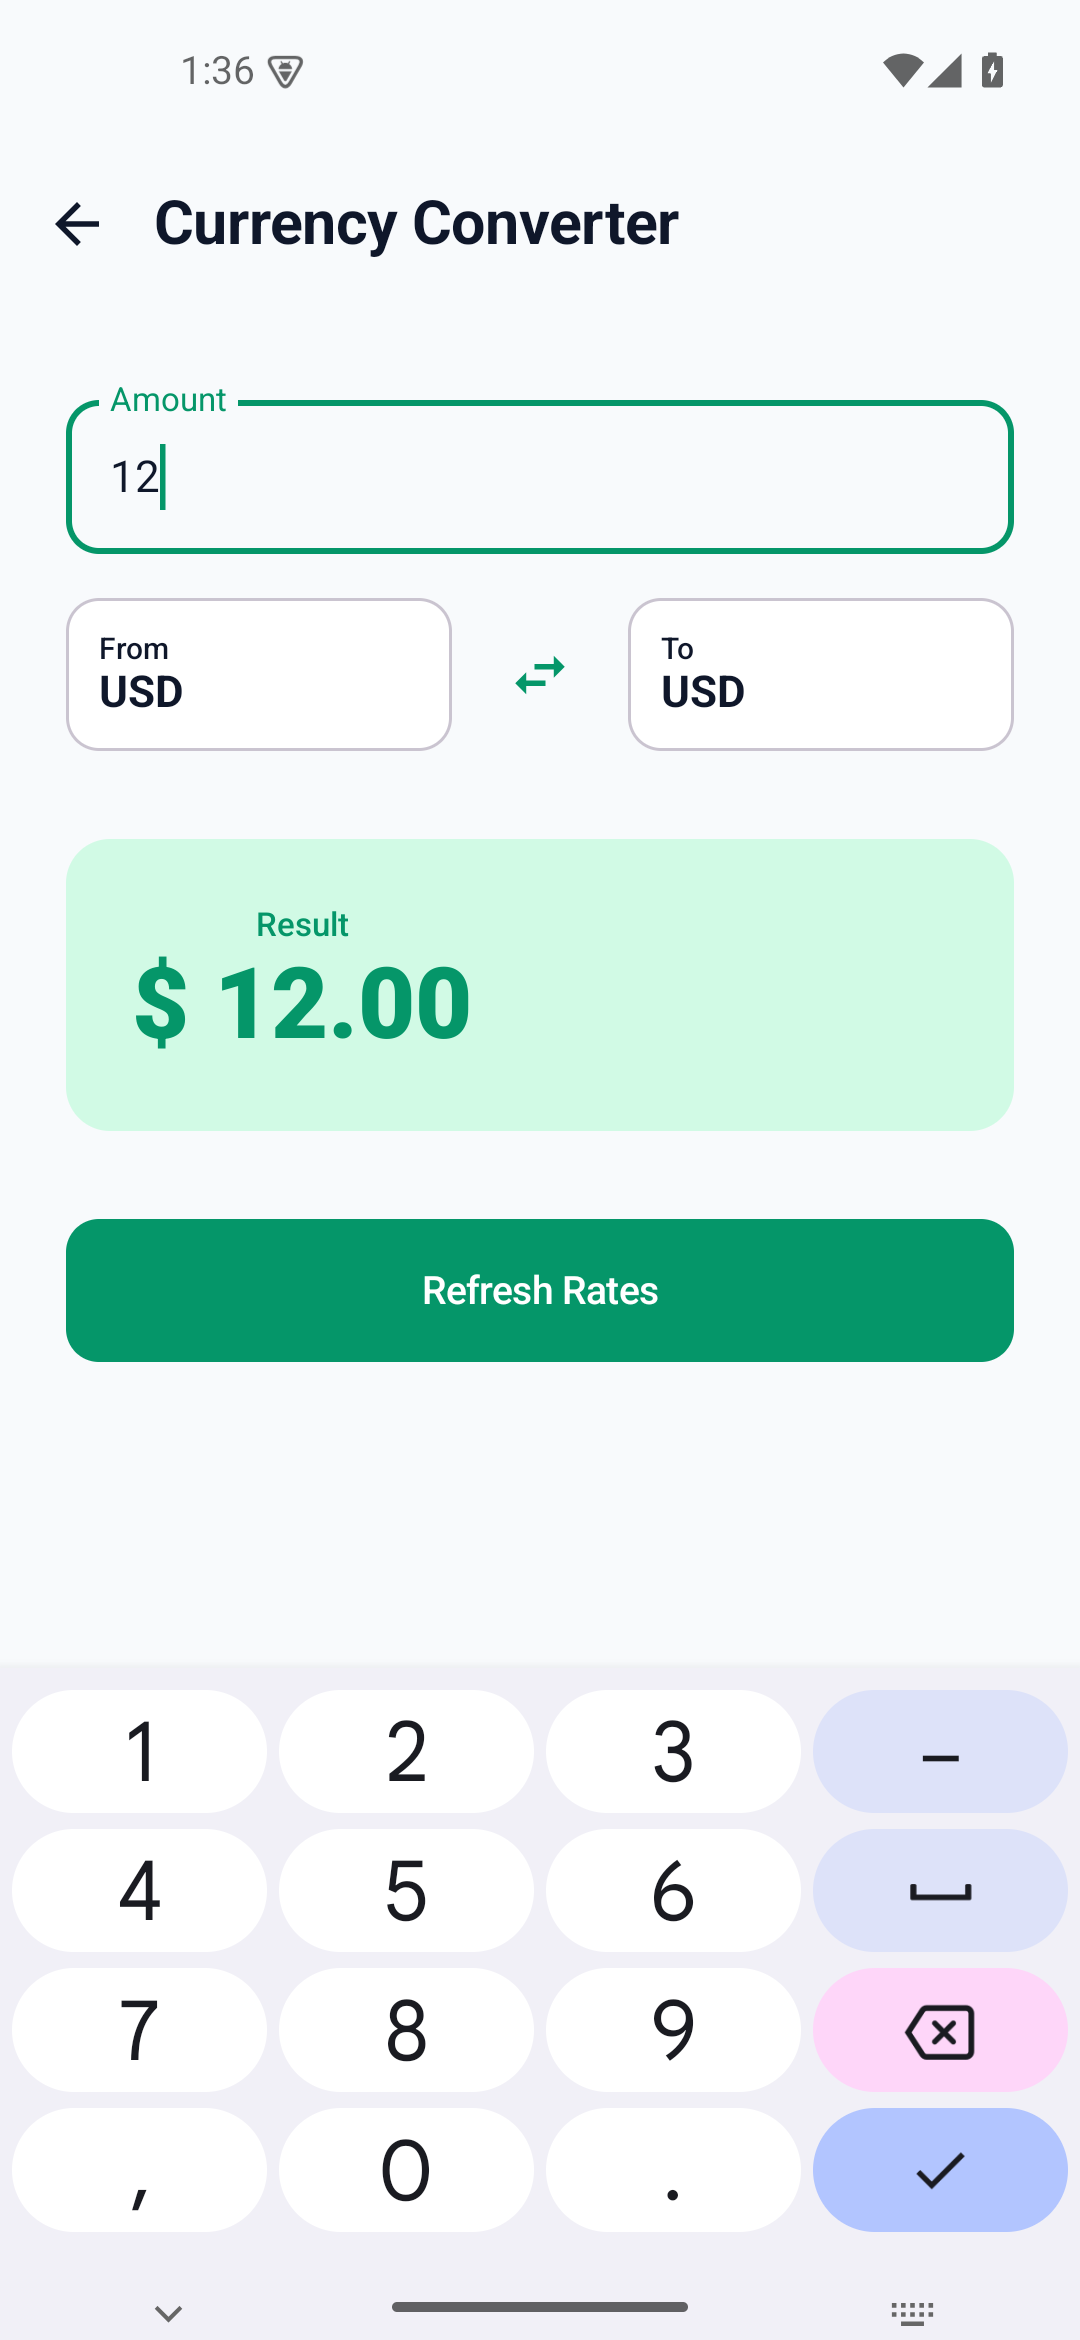 1:36
Currency Converter
Amount
12
From
USD
To
USD
Result
$ 12.00
Refresh Rates
1 2 3 –
4 5 6
7 8 9
, 0 .